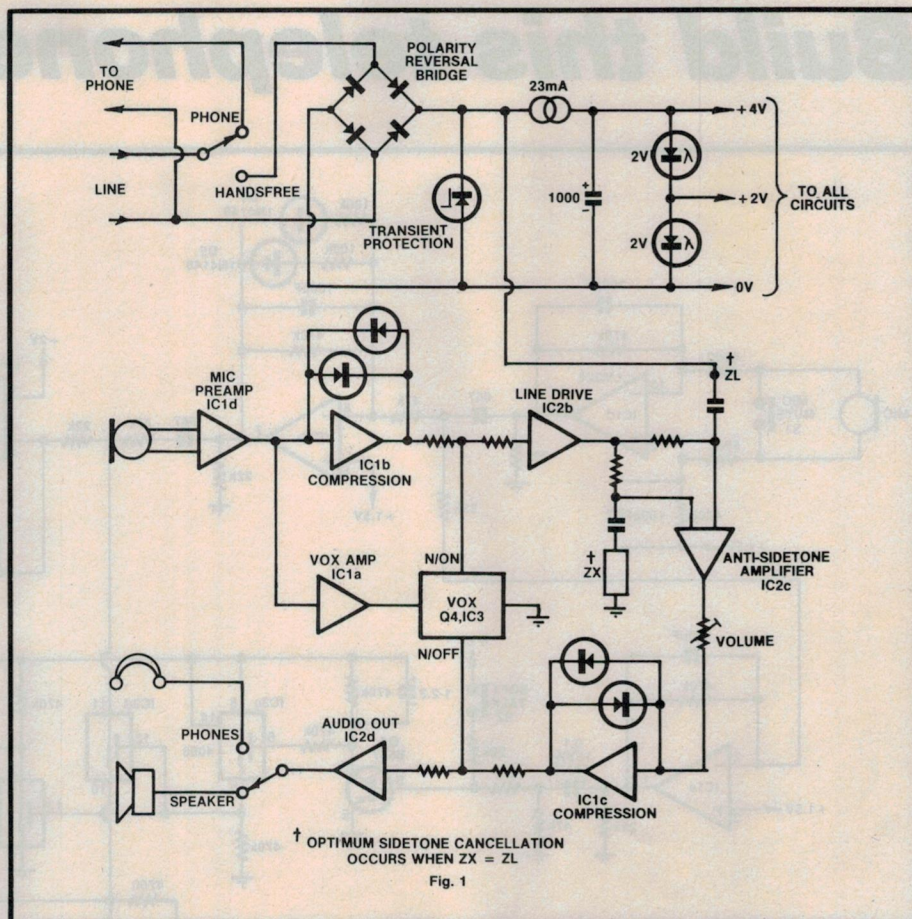 Build this telephone
TO
PHONE
PHONE
LINE
HANDSFREE
POLARITY
REVERSAL
BRIDGE
TRANSIENT
PROTECTION
23mA
1000
+
−
2V
λ
2V
λ
+4V
+2V
0V
TO ALL
CIRCUITS
MIC
PREAMP
IC1d
IC1b
COMPRESSION
LINE DRIVE
IC2b
†
ZL
†
ZX
ANTI-SIDETONE
AMPLIFIER
IC2c
VOLUME
VOX AMP
IC1a
N/ON
VOX
Q4,IC3
N/OFF
PHONES
SPEAKER
AUDIO OUT
IC2d
IC1c
COMPRESSION
† OPTIMUM SIDETONE CANCELLATION
OCCURS WHEN ZX = ZL
Fig. 1